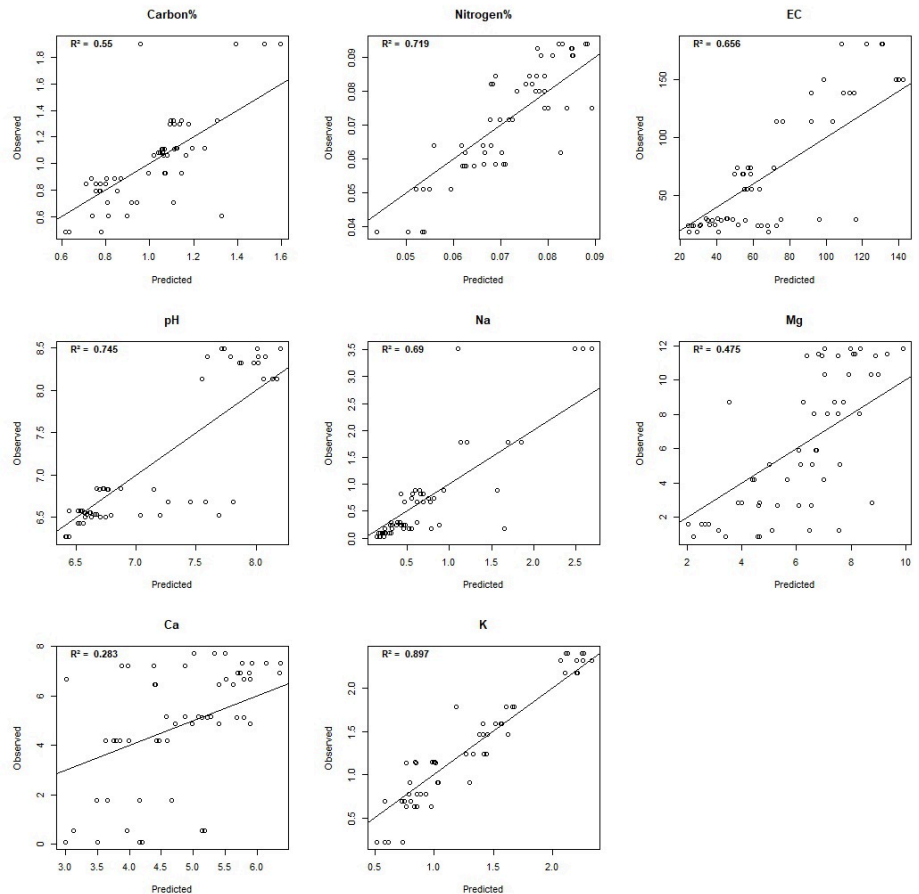 Carbon%
R² = 0.55
Observed
0.6 0.8 1.0 1.2 1.4 1.6 1.8
0.6 0.8 1.0 1.2 1.4 1.6
Predicted
Nitrogen%
R² = 0.719
Observed
0.04 0.05 0.06 0.07 0.08 0.09
0.05 0.06 0.07 0.08 0.09
Predicted
EC
R² = 0.656
Observed
50 100 150
20 40 60 80 100 120 140
Predicted
pH
R² = 0.745
Observed
6.5 7.0 7.5 8.0 8.5
6.5 7.0 7.5 8.0
Predicted
Na
R² = 0.69
Observed
0.0 0.5 1.0 1.5 2.0 2.5 3.0 3.5
0.5 1.0 1.5 2.0 2.5
Predicted
Mg
R² = 0.475
Observed
2 4 6 8 10 12
2 4 6 8 10
Predicted
Ca
R² = 0.283
Observed
0 2 4 6 8
3.0 3.5 4.0 4.5 5.0 5.5 6.0
Predicted
K
R² = 0.897
Observed
0.5 1.0 1.5 2.0
0.5 1.0 1.5 2.0
Predicted